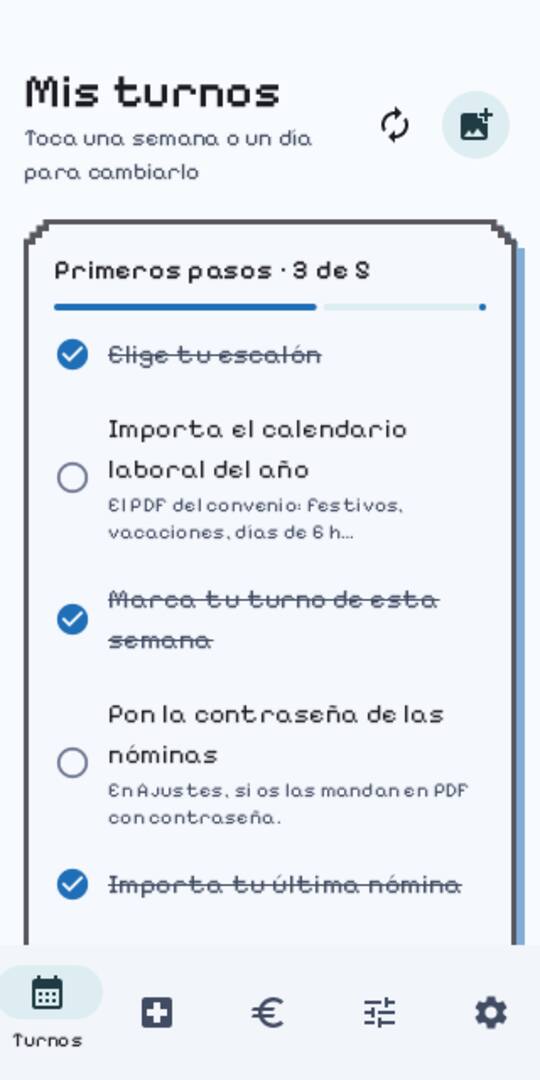 Mis turnos
Toca una semana o un día
para cambiarlo
Primeros pasos · 3 de 5
Elige tu escalón
Importa el calendario
laboral del año
El PDF del convenio: festivos,
vacaciones, días de 6 h...
Marca tu turno de esta
semana
Pon la contraseña de las
nóminas
En Ajustes, si os las mandan en PDF
con contraseña.
Importa tu última nómina
Turnos